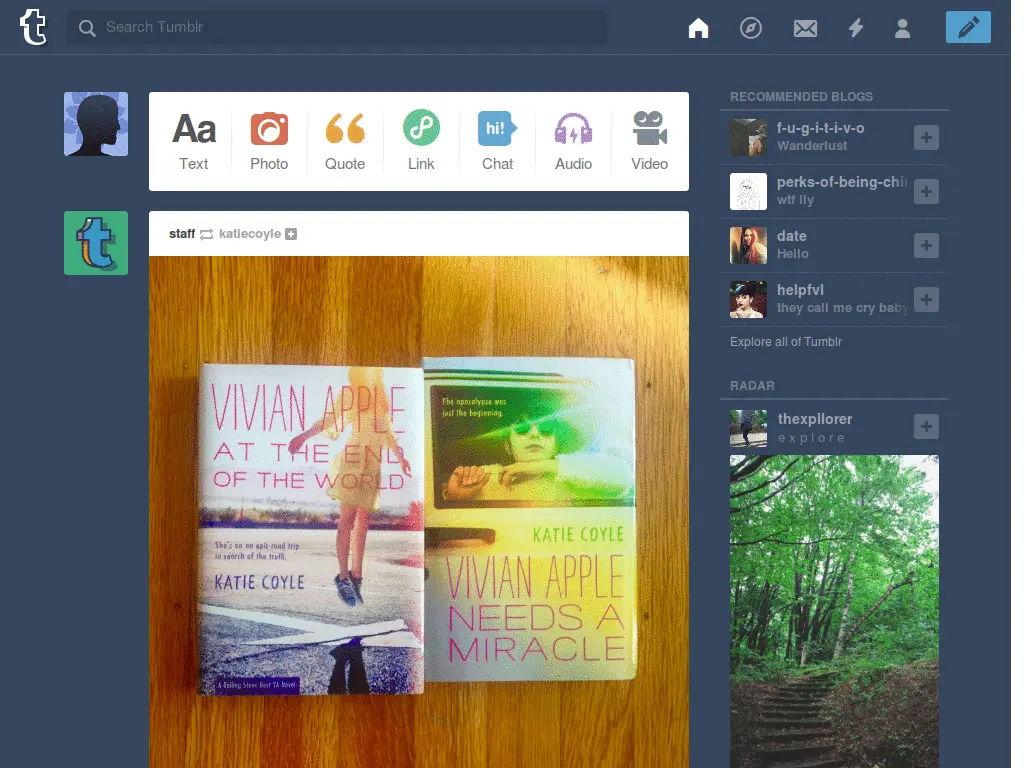 t
Search Tumblr
Aa
hi!
Text
Photo
Quote
Link
Chat
Audio
Video
t
staff katiecoyle
VIVIAN APPLE
AT THE END
OF THE WORLD
She's on an epic road trip
in search of the truth.
KATIE COYLE
A Rolling Stone Best YA Novel
The apocalypse was
just the beginning.
KATIE COYLE
VIVIAN APPLE
NEEDS A
MIRACLE
RECOMMENDED BLOGS
f-u-g-i-t-i-v-o
Wanderlust
perks-of-being-chi
wtf lly
date
Hello
helpfvl
they call me cry baby
Explore all of Tumblr
RADAR
thexpllorer
e x p l o r e